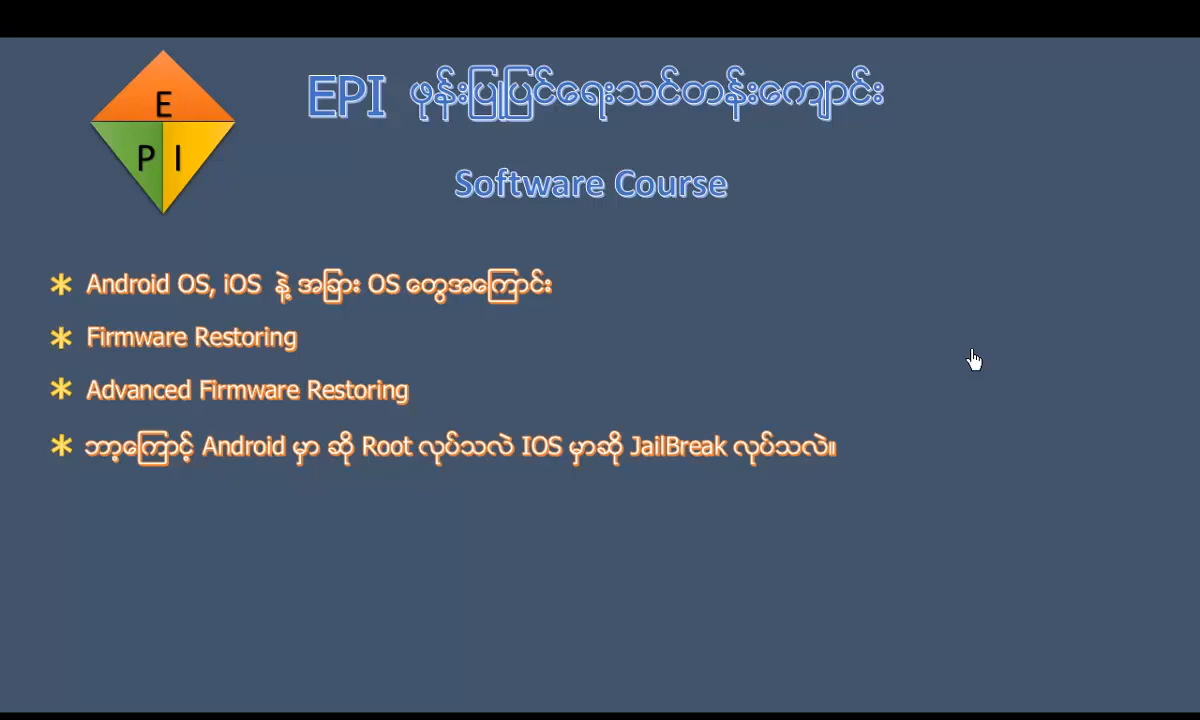 E
P I
EPI ဖုန်းပြုပြင်ရေးသင်တန်းကျောင်း
Software Course
Android OS, iOS နဲ့ အခြား OS တွေအကြောင်း
Firmware Restoring
Advanced Firmware Restoring
ဘာ့ကြောင့် Android မှာ ဆို Root လုပ်သလဲ IOS မှာဆို JailBreak လုပ်သလဲ။